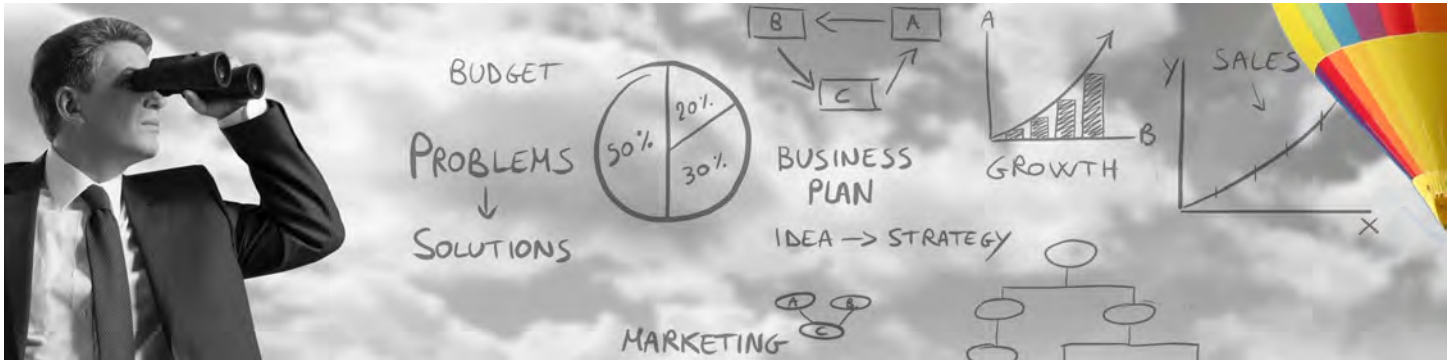 BUDGET
PROBLEMS
SOLUTIONS
50%
20%
30%
B
A
C
BUSINESS
PLAN
IDEA → STRATEGY
MARKETING
A
B
C
A
B
GROWTH
Y
SALES
X